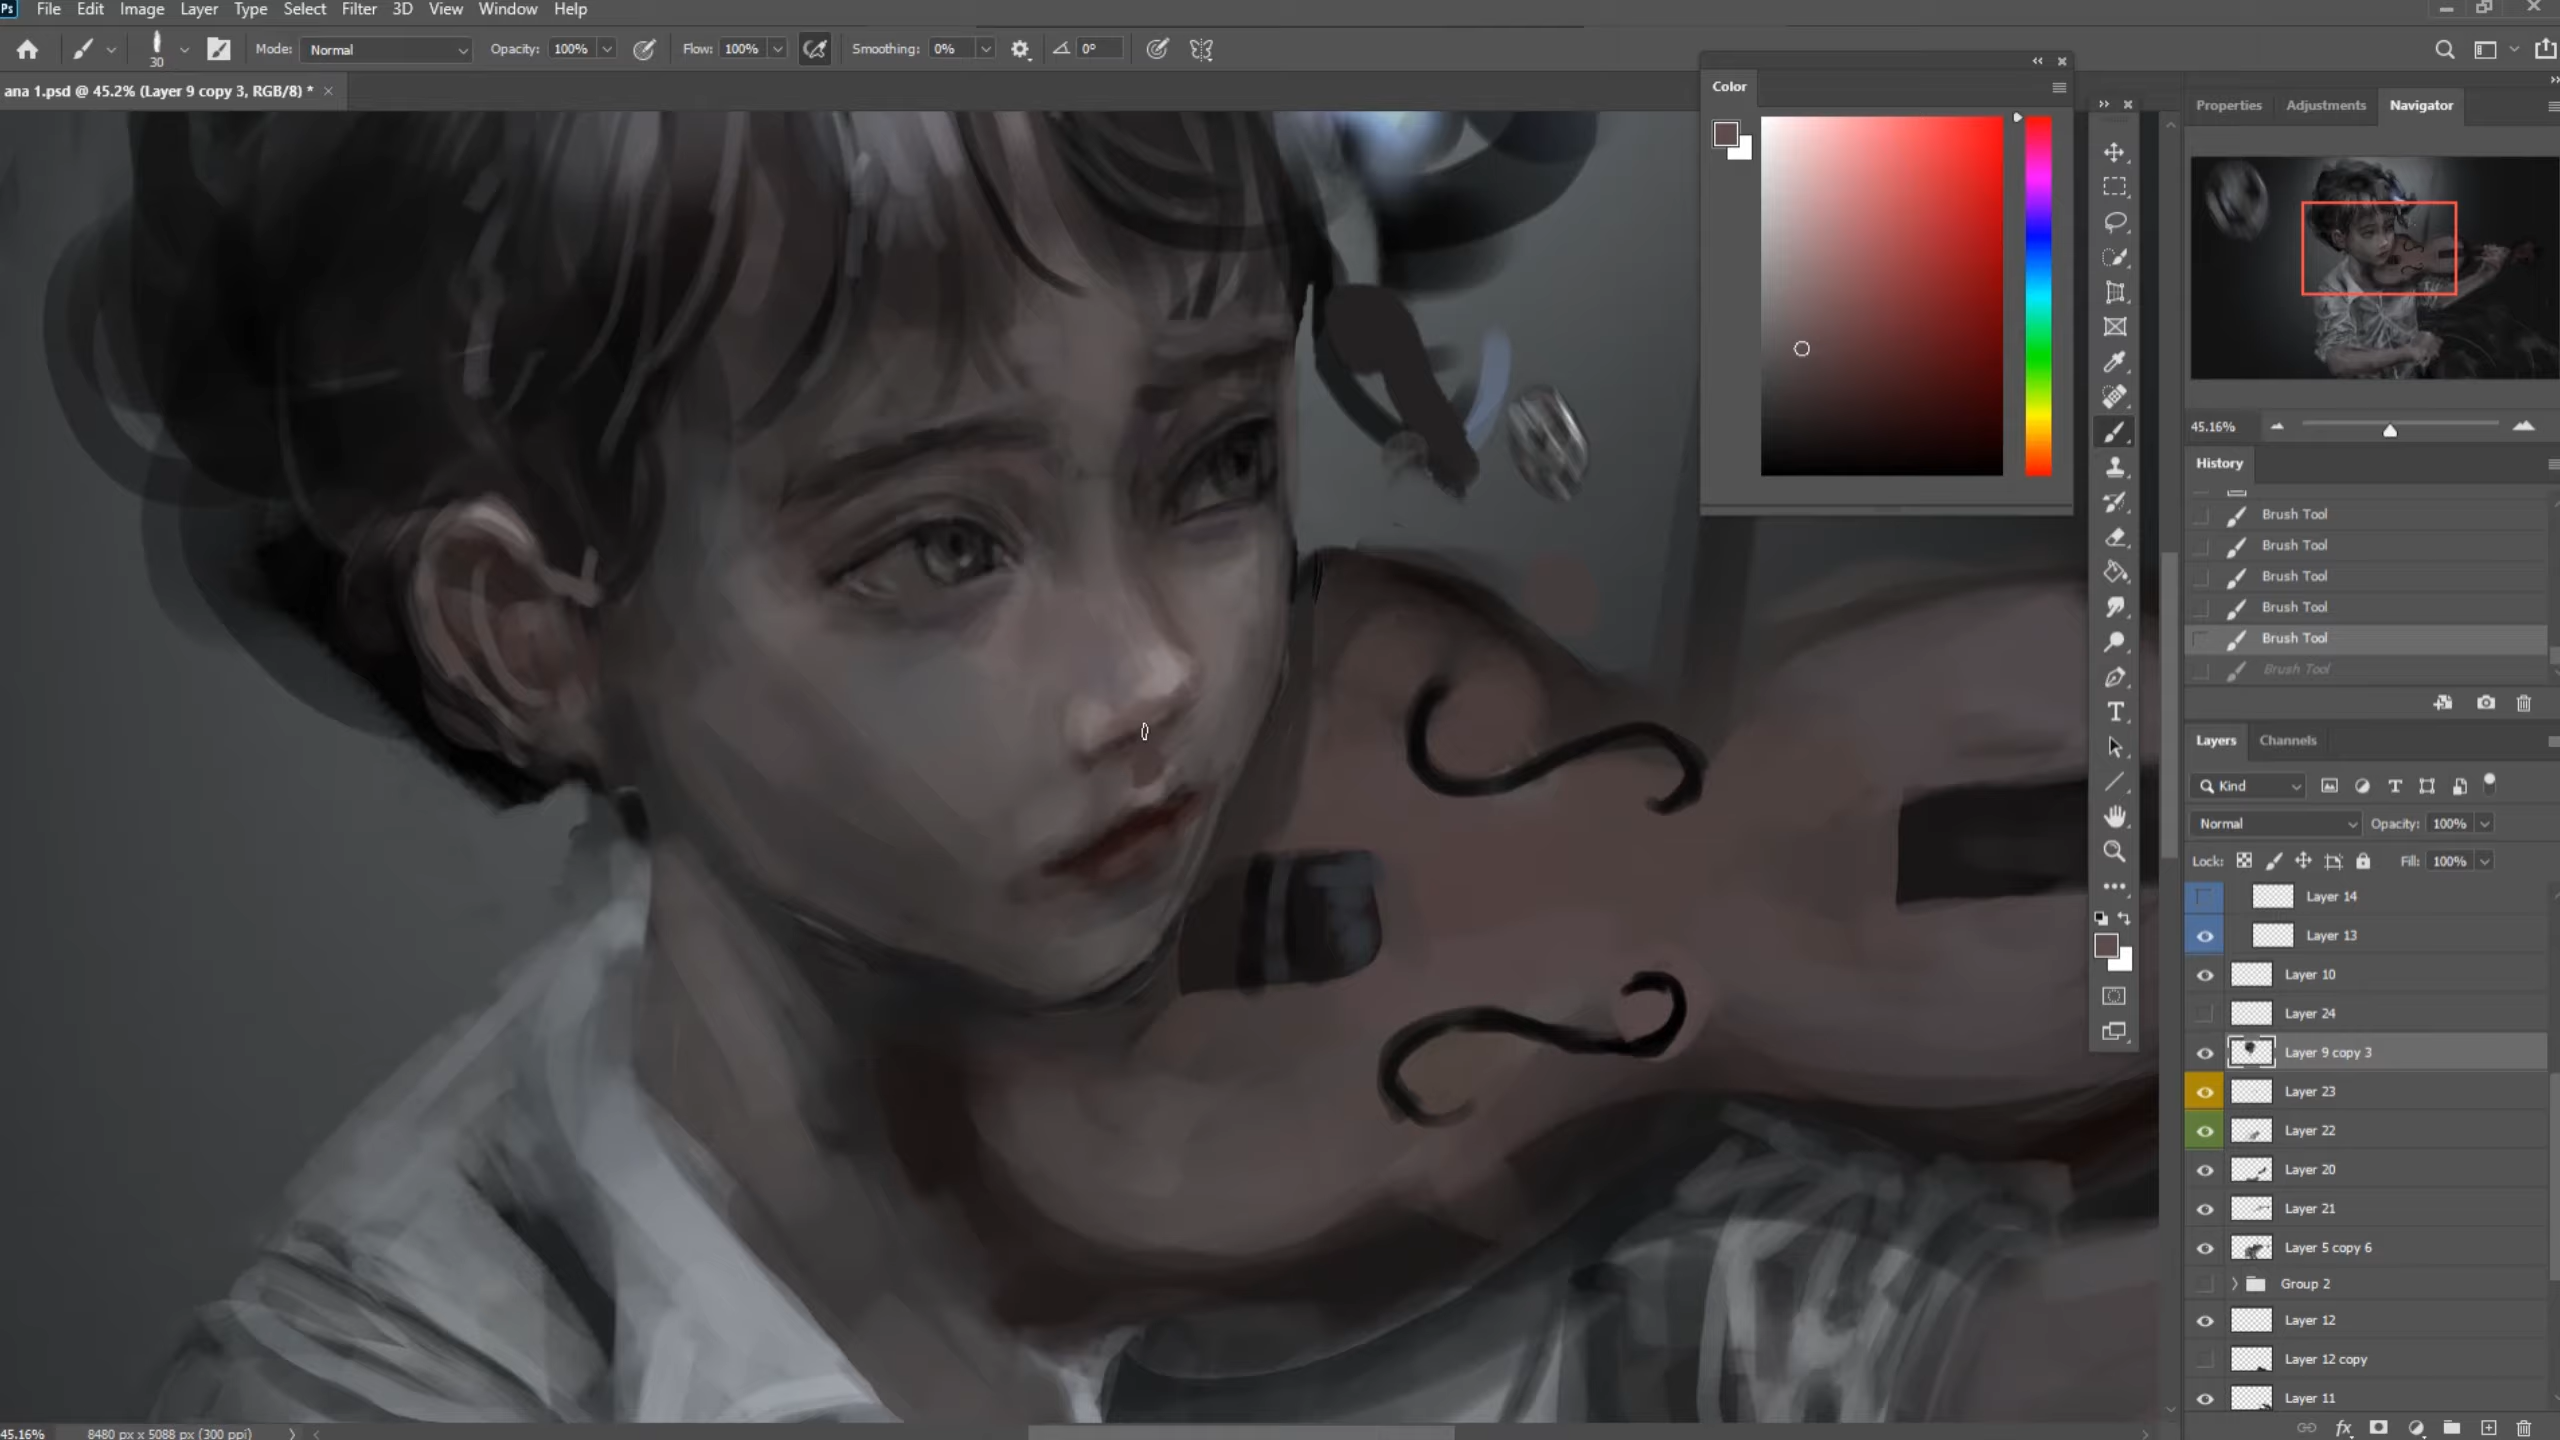 Ps File Edit Image Layer Type Select Filter 3D View Window Help
30 Mode: Normal Opacity: 100% Flow: 100% Smoothing: 0% 0°
ana 1.psd @ 45.2% (Layer 9 copy 3, RGB/8) * ×
Color
Properties Adjustments Navigator
45.16%
History
Brush Tool
Brush Tool
Brush Tool
Brush Tool
Brush Tool
Brush Tool
Layers Channels
Kind
Normal Opacity: 100%
Lock: Fill: 100%
Layer 14
Layer 13
Layer 10
Layer 24
Layer 9 copy 3
Layer 23
Layer 22
Layer 20
Layer 21
Layer 5 copy 6
Group 2
Layer 12
Layer 12 copy
Layer 11
45.16% 8480 px x 5088 px (300 ppi)
fx